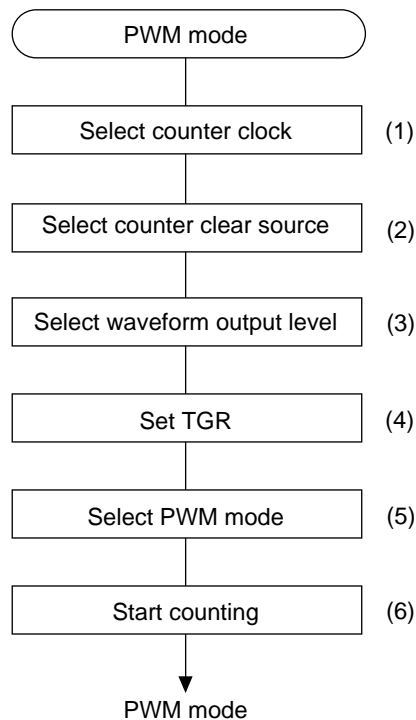 PWM mode
Select counter clock (1)
Select counter clear source (2)
Select waveform output level (3)
Set TGR (4)
Select PWM mode (5)
Start counting (6)
PWM mode